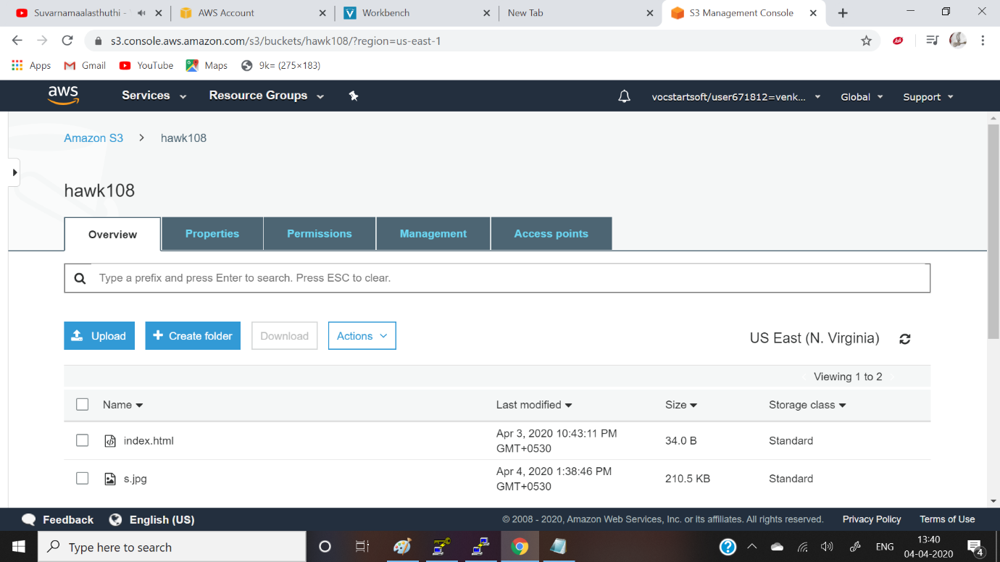 Suvarnamaalasthuthi -
AWS Account
Workbench
New Tab
S3 Management Console
s3.console.aws.amazon.com/s3/buckets/hawk108/?region=us-east-1
Apps
Gmail
YouTube
Maps
9k= (275×183)
aws
Services
Resource Groups
vocstartsoft/user671812=venk...
Global
Support
Amazon S3 > hawk108
hawk108
Overview
Properties
Permissions
Management
Access points
Type a prefix and press Enter to search. Press ESC to clear.
Upload
+ Create folder
Download
Actions
US East (N. Virginia)
Viewing 1 to 2
Name
Last modified
Size
Storage class
index.html
Apr 3, 2020 10:43:11 PM
GMT+0530
34.0 B
Standard
s.jpg
Apr 4, 2020 1:38:46 PM
GMT+0530
210.5 KB
Standard
Feedback
English (US)
© 2008 - 2020, Amazon Web Services, Inc. or its affiliates. All rights reserved.
Privacy Policy
Terms of Use
Type here to search
ENG
13:40
04-04-2020
4